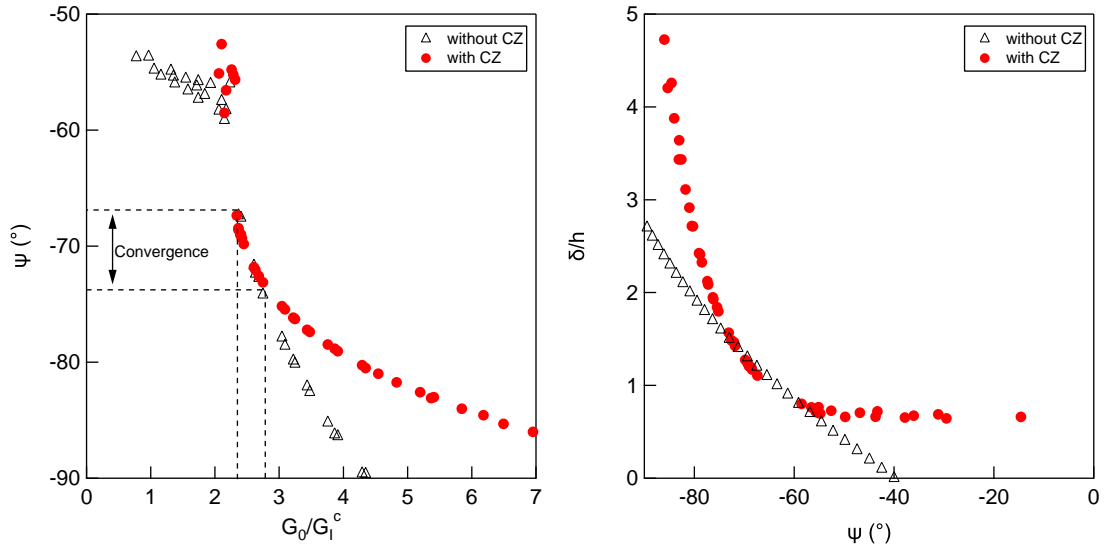 -50
-60
-70
-80
-90
ψ (°)
0
1
2
3
4
5
6
7
G₀/G_I^c
without CZ
with CZ
Convergence
5
4
3
2
1
0
δ/h
-80
-60
-40
-20
0
ψ (°)
without CZ
with CZ